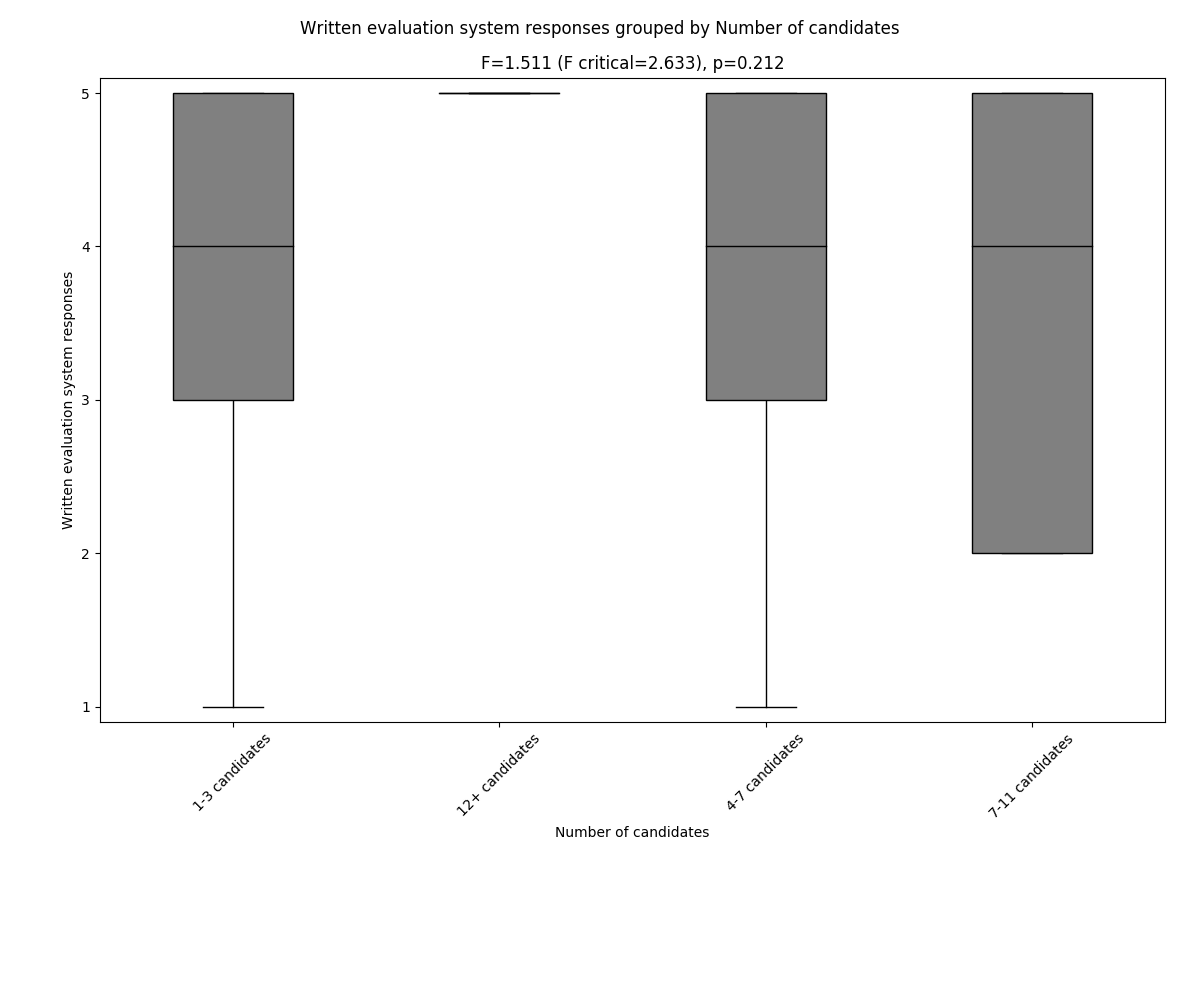 Written evaluation system responses grouped by Number of candidates
F=1.511 (F critical=2.633), p=0.212
Written evaluation system responses
5
4
3
2
1
1-3 candidates
12+ candidates
4-7 candidates
7-11 candidates
Number of candidates